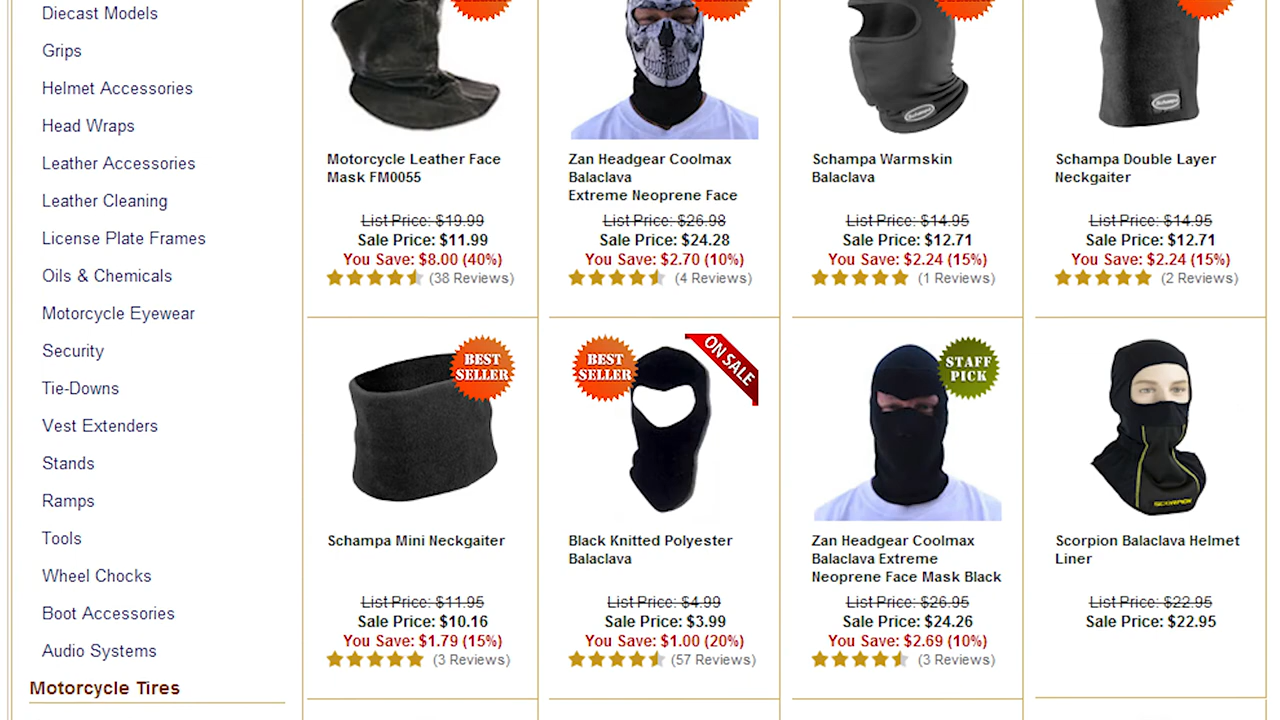 Diecast Models
Grips
Helmet Accessories
Head Wraps
Leather Accessories
Leather Cleaning
License Plate Frames
Oils & Chemicals
Motorcycle Eyewear
Security
Tie-Downs
Vest Extenders
Stands
Ramps
Tools
Wheel Chocks
Boot Accessories
Audio Systems
Motorcycle Tires
Motorcycle Leather Face
Mask FM0055
List Price: $19.99
Sale Price: $11.99
You Save: $8.00 (40%)
(38 Reviews)
Zan Headgear Coolmax
Balaclava
Extreme Neoprene Face
List Price: $26.98
Sale Price: $24.28
You Save: $2.70 (10%)
(4 Reviews)
Schampa Warmskin
Balaclava
List Price: $14.95
Sale Price: $12.71
You Save: $2.24 (15%)
(1 Reviews)
Schampa
Schampa Double Layer
Neckgaiter
List Price: $14.95
Sale Price: $12.71
You Save: $2.24 (15%)
(2 Reviews)
BEST
SELLER
Schampa Mini Neckgaiter
List Price: $11.95
Sale Price: $10.16
You Save: $1.79 (15%)
(3 Reviews)
BEST
SELLER
ON SALE
Black Knitted Polyester
Balaclava
List Price: $4.99
Sale Price: $3.99
You Save: $1.00 (20%)
(57 Reviews)
STAFF
PICK
Zan Headgear Coolmax
Balaclava Extreme
Neoprene Face Mask Black
List Price: $26.95
Sale Price: $24.26
You Save: $2.69 (10%)
(3 Reviews)
SCORPION
Scorpion Balaclava Helmet
Liner
List Price: $22.95
Sale Price: $22.95